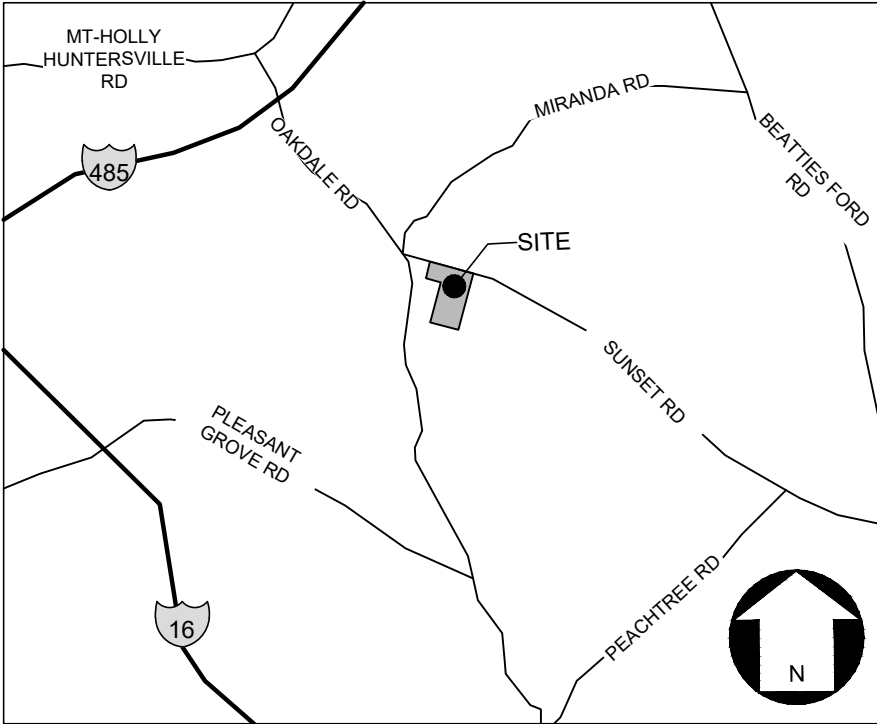 MT-HOLLY
HUNTERSVILLE
RD
MIRANDA RD
OAKDALE RD
BEATTIES FORD
RD
485
SITE
SUNSET RD
PLEASANT
GROVE RD
PEACHTREE RD
16
N